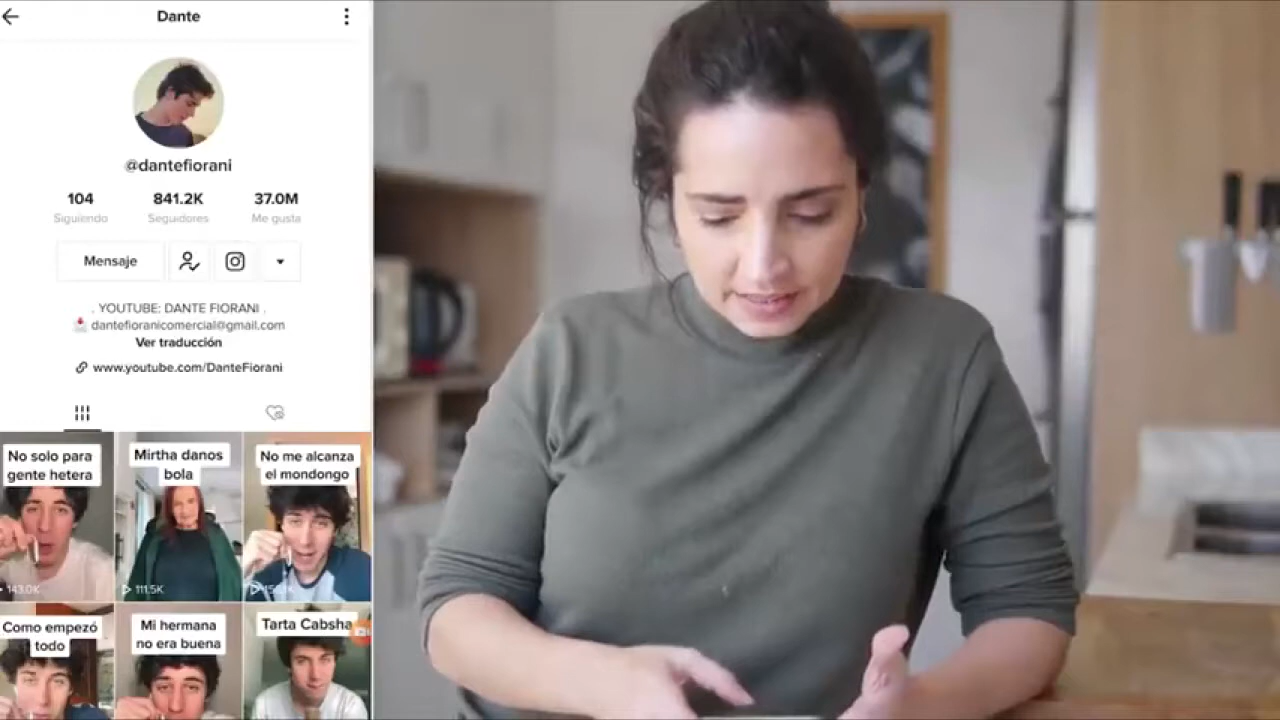 Dante
@dantefiorani
104 841.2K 37.0M
Siguiendo Seguidores Me gusta
Mensaje
. YOUTUBE: DANTE FIORANI .
dantefioranicomercial@gmail.com
Ver traducción
www.youtube.com/DanteFiorani
No solo para
gente hetera
143.0K
Mirtha danos
bola
111.5K
No me alcanza
el mondongo
Como empezó
todo
Mi hermana
no era buena
Tarta Cabsha